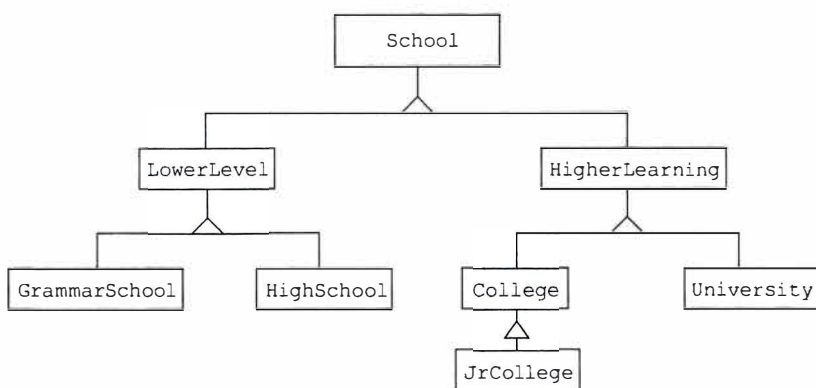 School
LowerLevel
HigherLearning
GrammarSchool
HighSchool
College
University
JrCollege